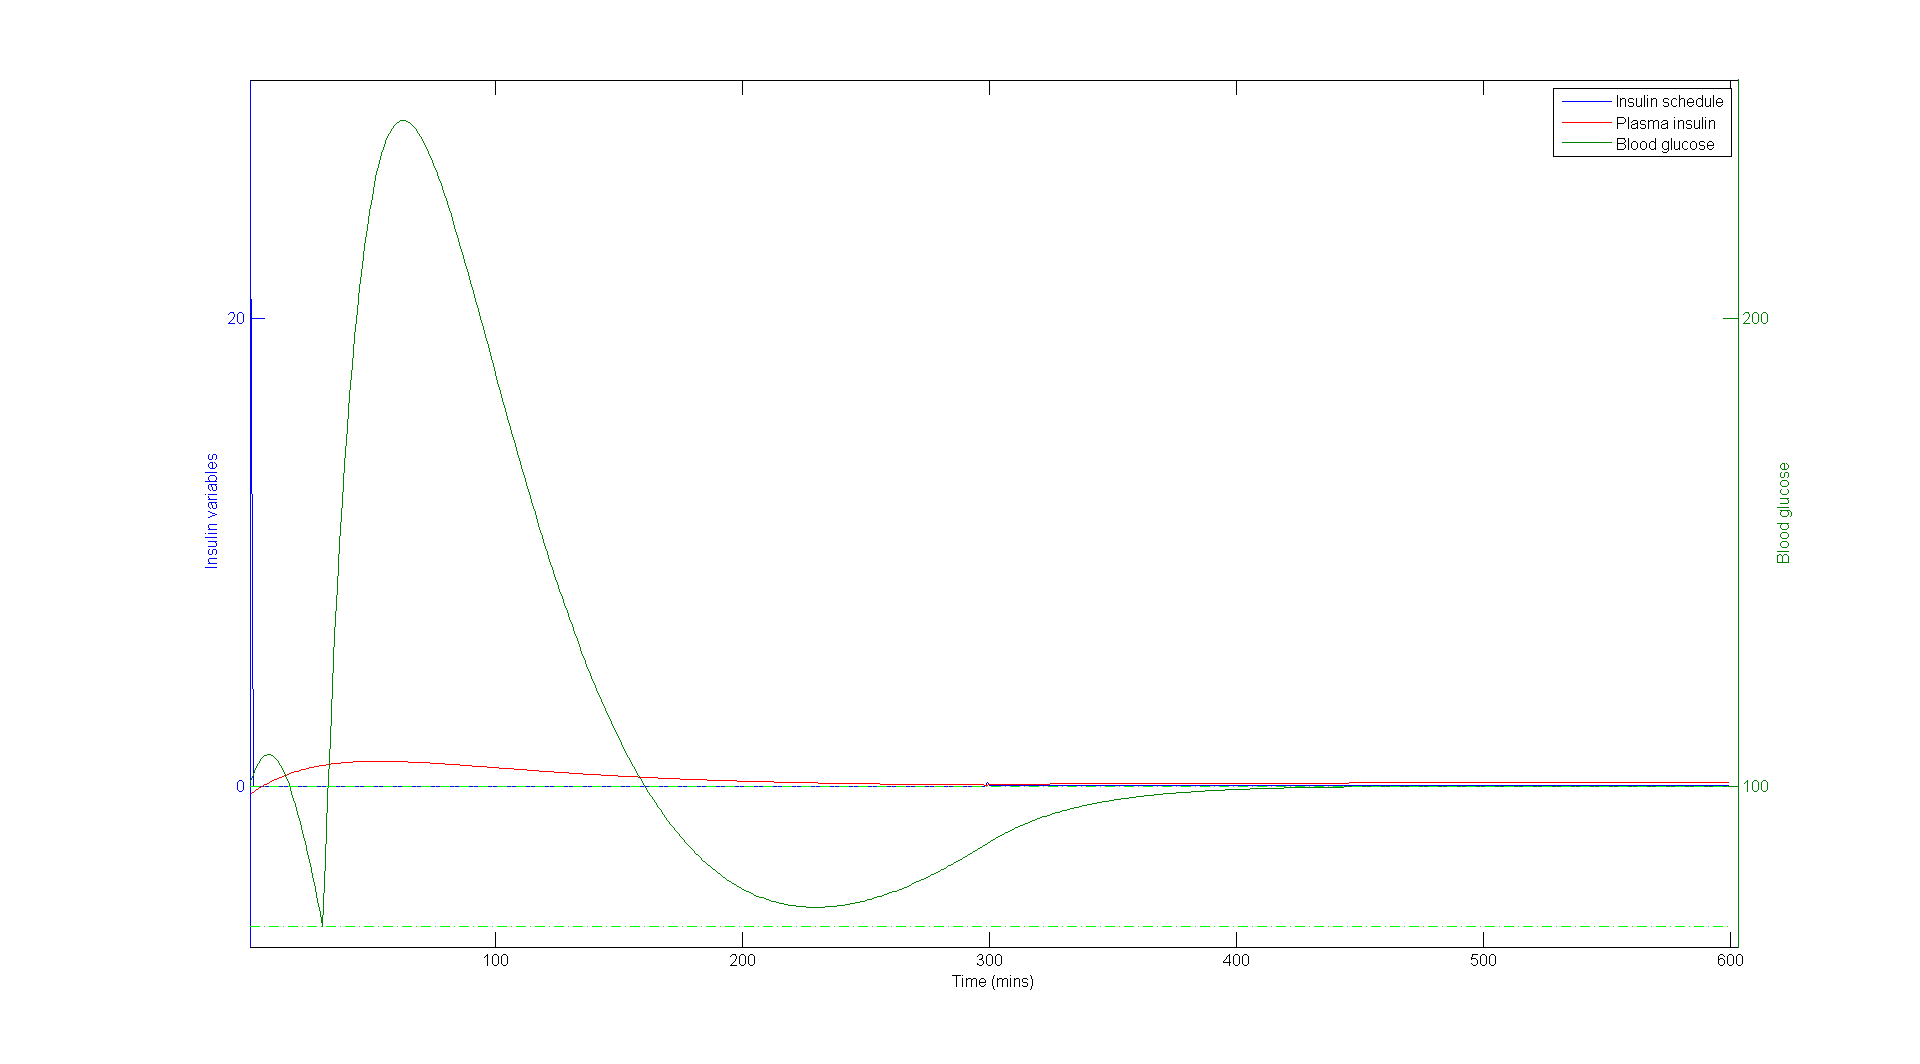 Insulin schedule
Plasma insulin
Blood glucose
20
200
Insulin variables
Blood glucose
0
100
100
200
300
400
500
600
Time (mins)